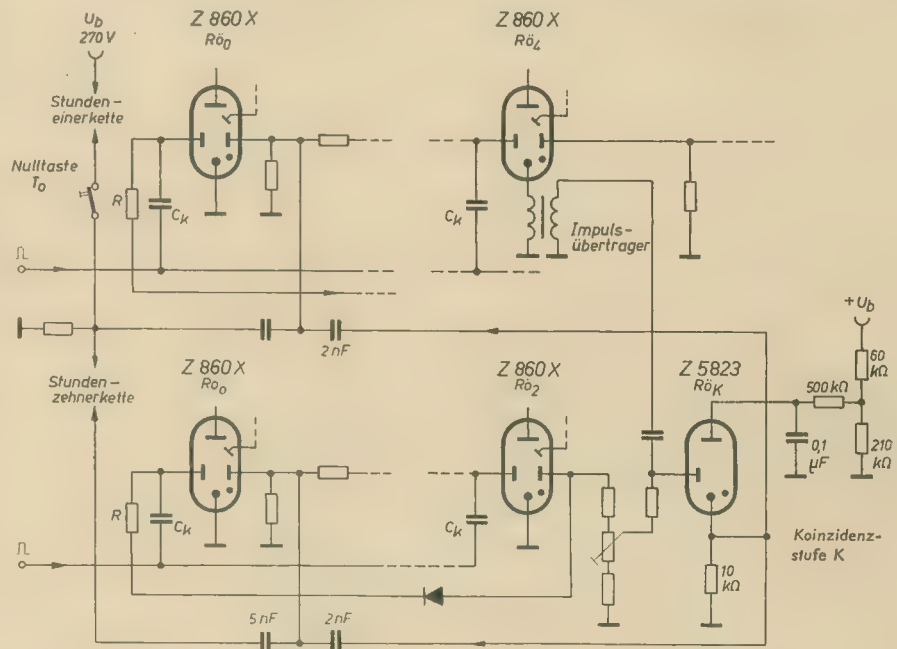 Ub
270 V
Z 860 X
Rö0
Z 860 X
Rö4
Stunden-
einerkette
Nulltaste
T0
R
Ck
Ck
Impuls-
übertrager
2 nF
+Ub
Stunden-
zehnerkette
Z 860 X
Rö0
Z 860 X
Rö2
Z 5823
RöK
60
kΩ
500 kΩ
0,1
µF
210
kΩ
R
Ck
Ck
10
kΩ
Koinzidenz-
stufe K
5 nF
2 nF